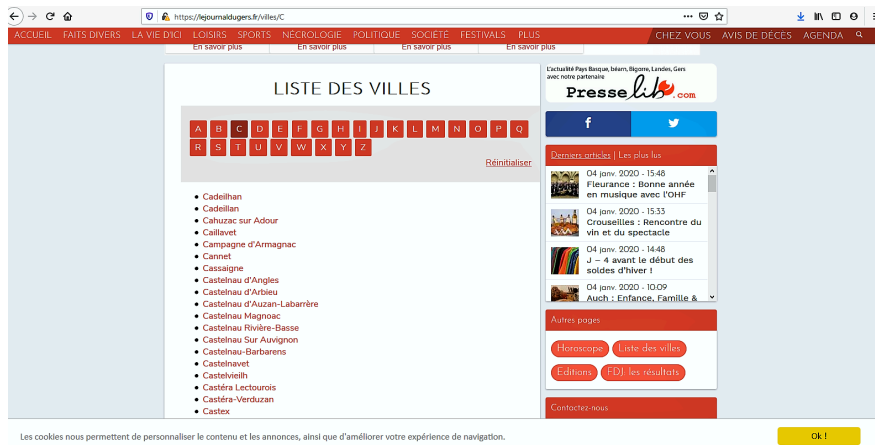 https://lejournaldugers.fr/villes/C
ACCUEIL FAITS DIVERS LA VIE D'ICI LOISIRS SPORTS NÉCROLOGIE POLITIQUE SOCIÉTÉ FESTIVALS PLUS CHEZ VOUS AVIS DE DÉCÈS AGENDA
En savoir plus En savoir plus En savoir plus En savoir plus
LISTE DES VILLES
A B C D E F G H I J K L M N O P Q
R S T U V W X Y Z
Réinitialiser
Cadeilhan
Cadeillan
Cahuzac sur Adour
Caillavet
Campagne d'Armagnac
Cannet
Cassaigne
Castelnau d'Angles
Castelnau d'Arbieu
Castelnau d'Auzan-Labarrère
Castelnau Magnoac
Castelnau Rivière-Basse
Castelnau Sur Auvignon
Castelnau-Barbarens
Castelnavet
Castelvieilh
Castéra Lectourois
Castéra-Verduzan
Castex
L'actualité Pays Basque, béarn, Bigorre, Landes, Gers
avec notre partenaire
Presselib.com
f
Derniers articles | Les plus lus
04 janv. 2020 - 15:48
Fleurance : Bonne année
en musique avec l'OHF
04 janv. 2020 - 15:33
Crouseilles : Rencontre du
vin et du spectacle
04 janv. 2020 - 14:48
J – 4 avant le début des
soldes d'hiver !
04 janv. 2020 - 10:09
Auch : Enfance, Famille &
Autres pages
Horoscope Liste des villes
Editions FDJ: les résultats
Contactez-nous
Les cookies nous permettent de personnaliser le contenu et les annonces, ainsi que d'améliorer votre expérience de navigation.
Ok !